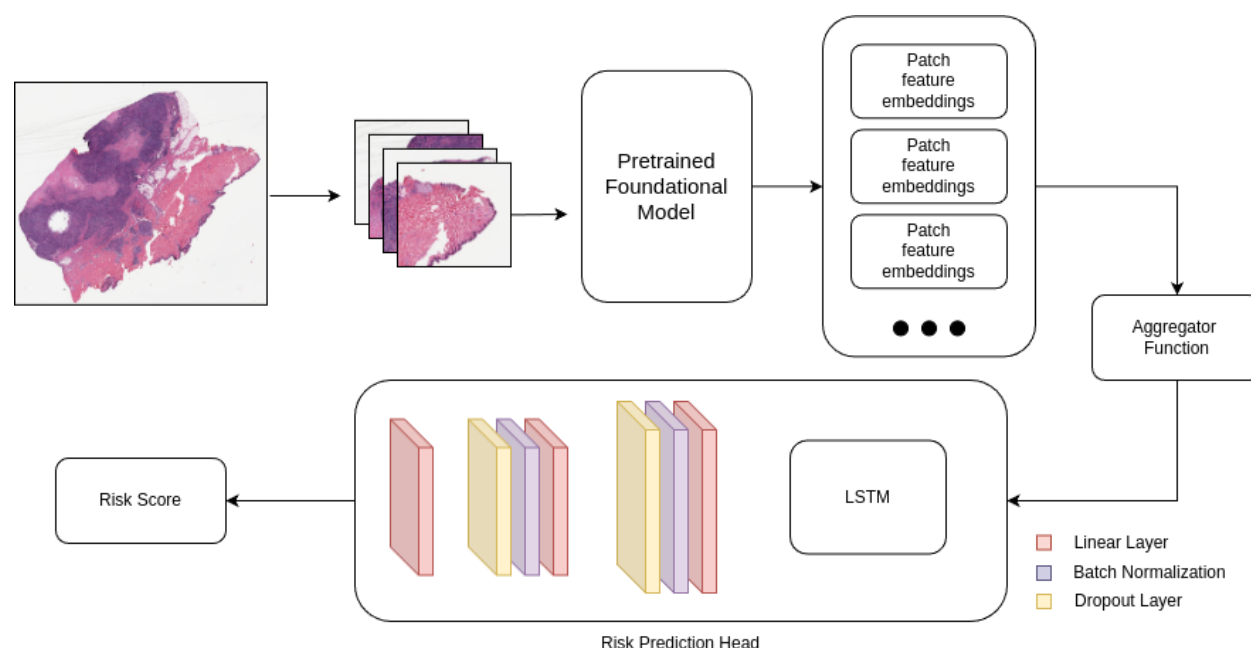 Patch
feature
embeddings
Patch
feature
embeddings
Patch
feature
embeddings
Pretrained
Foundational
Model
Aggregator
Function
LSTM
Risk Score
Linear Layer
Batch Normalization
Dropout Layer
Risk Prediction Head